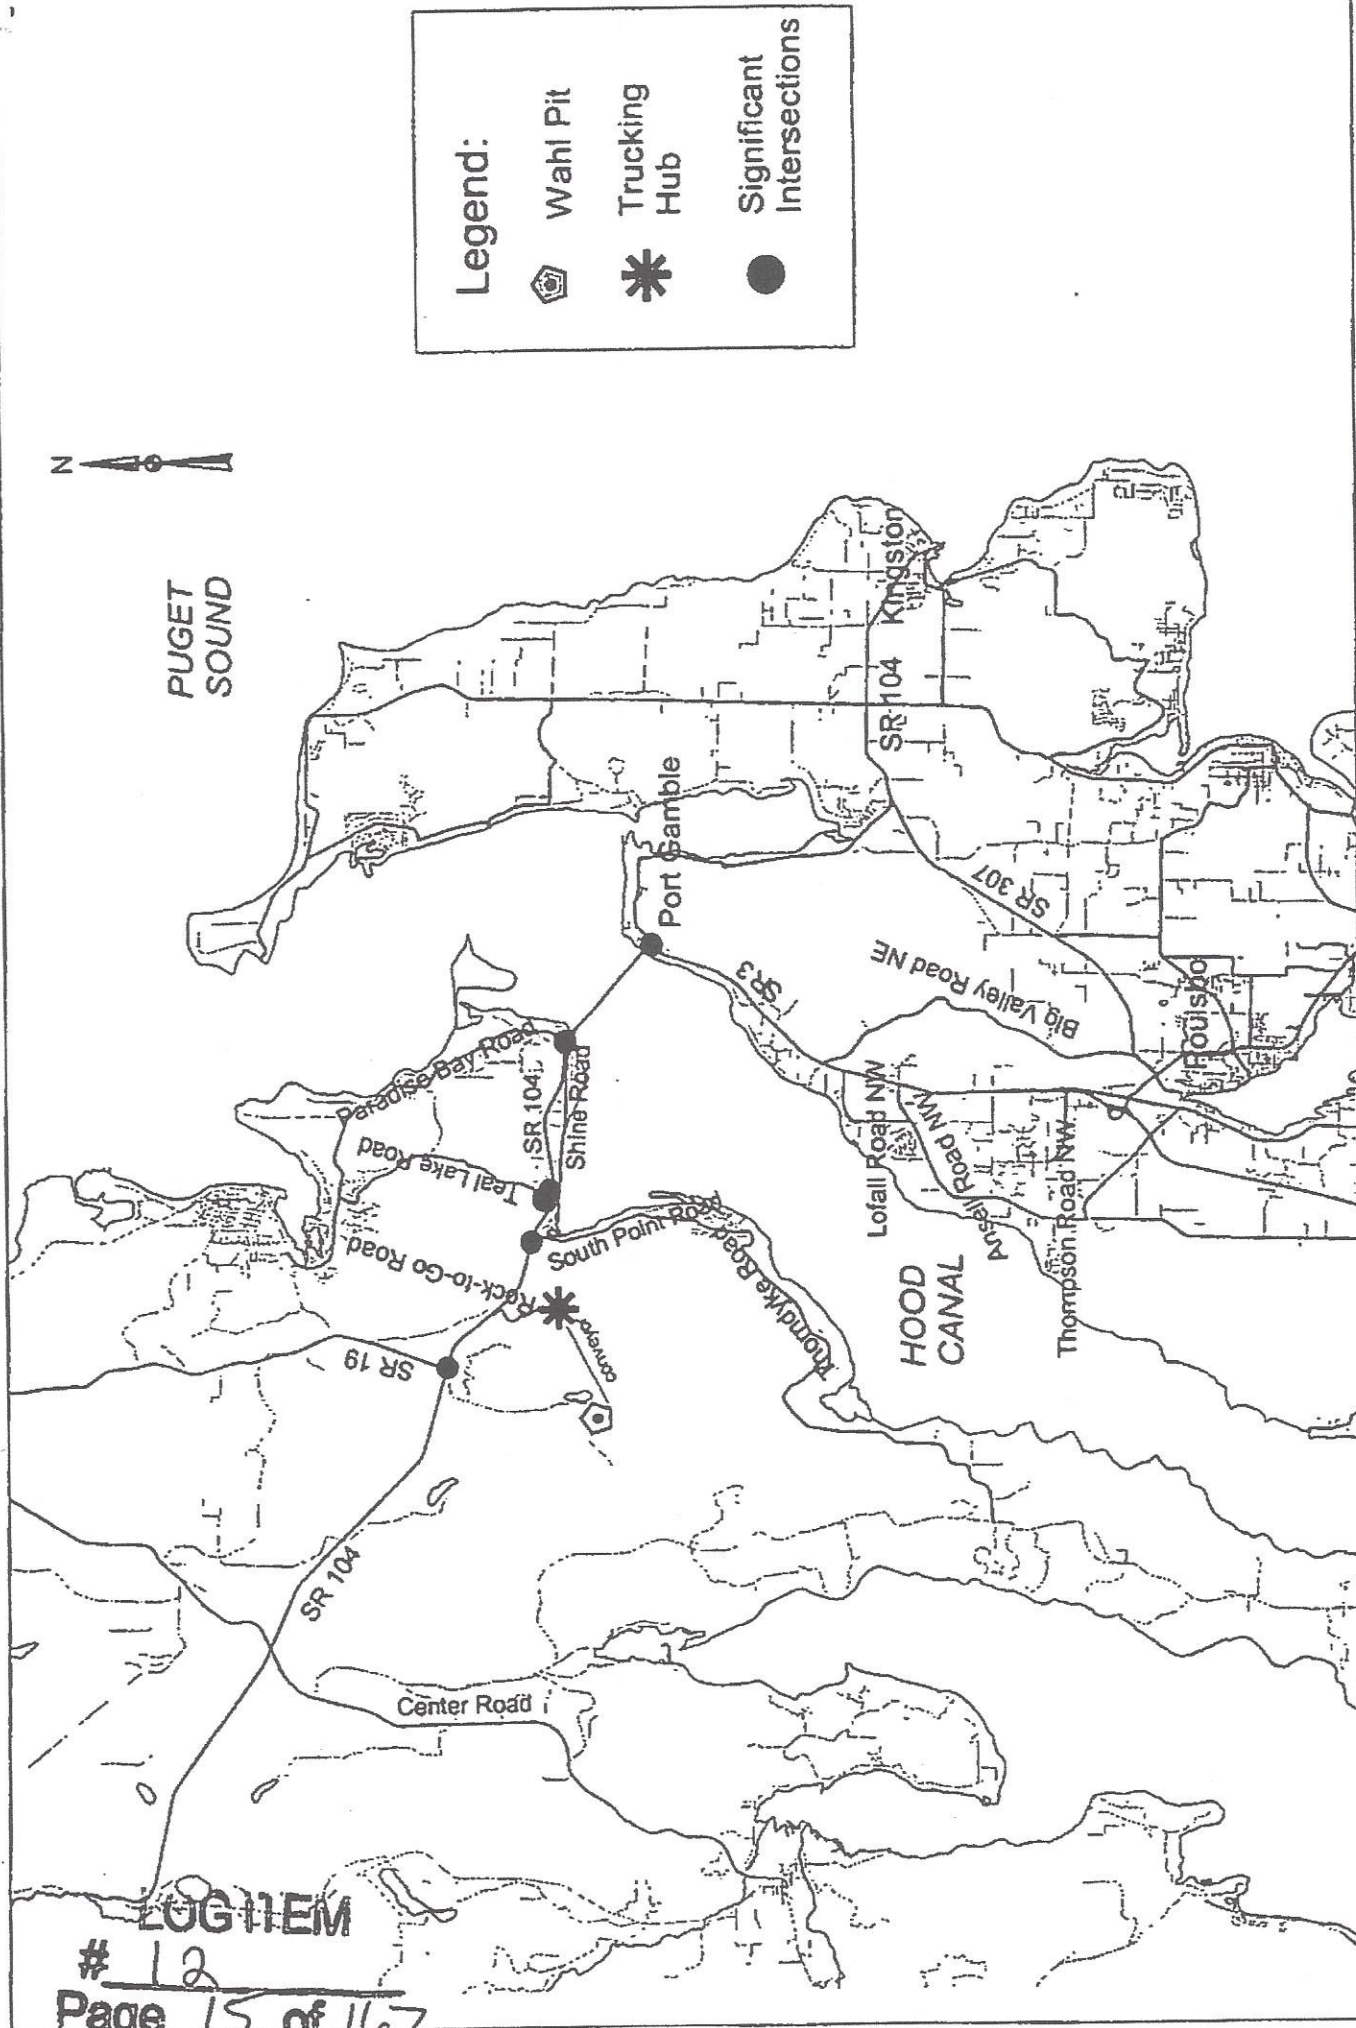 N
PUGET
SOUND
Legend:
Wahl Pit
Trucking
Hub
Significant
Intersections
Paradise Bay Road
Teal Lake Road
Rock-to-Go Road
SR 19
SR 104
Shine Road
South Point Road
Port Gamble
SR 104
Kingston
conveyor
Thorndyke Road
SR3
SR 307
Big Valley Road NE
Poulsbo
Lofall Road NW
Ansell Road NW
Thompson Road NW
HOOD
CANAL
SR 104
Center Road
LOG ITEM
# 12
Page 15 of 167